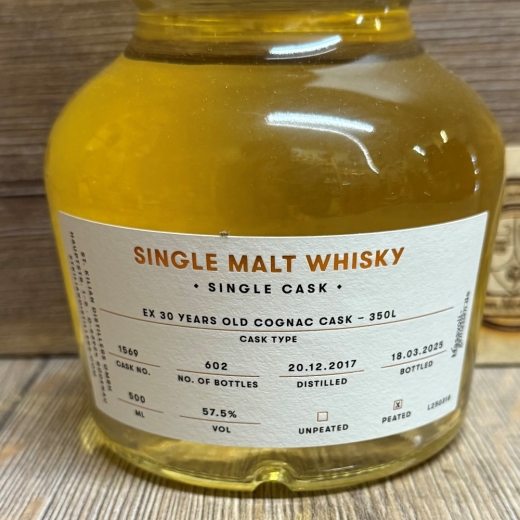 SINGLE MALT WHISKY
• SINGLE CASK •
EX 30 YEARS OLD COGNAC CASK – 350L
CASK TYPE
1569
CASK NO.
602
NO. OF BOTTLES
20.12.2017
DISTILLED
18.03.2025
BOTTLED
500
ML
57.5%
VOL
UNPEATED
X
PEATED